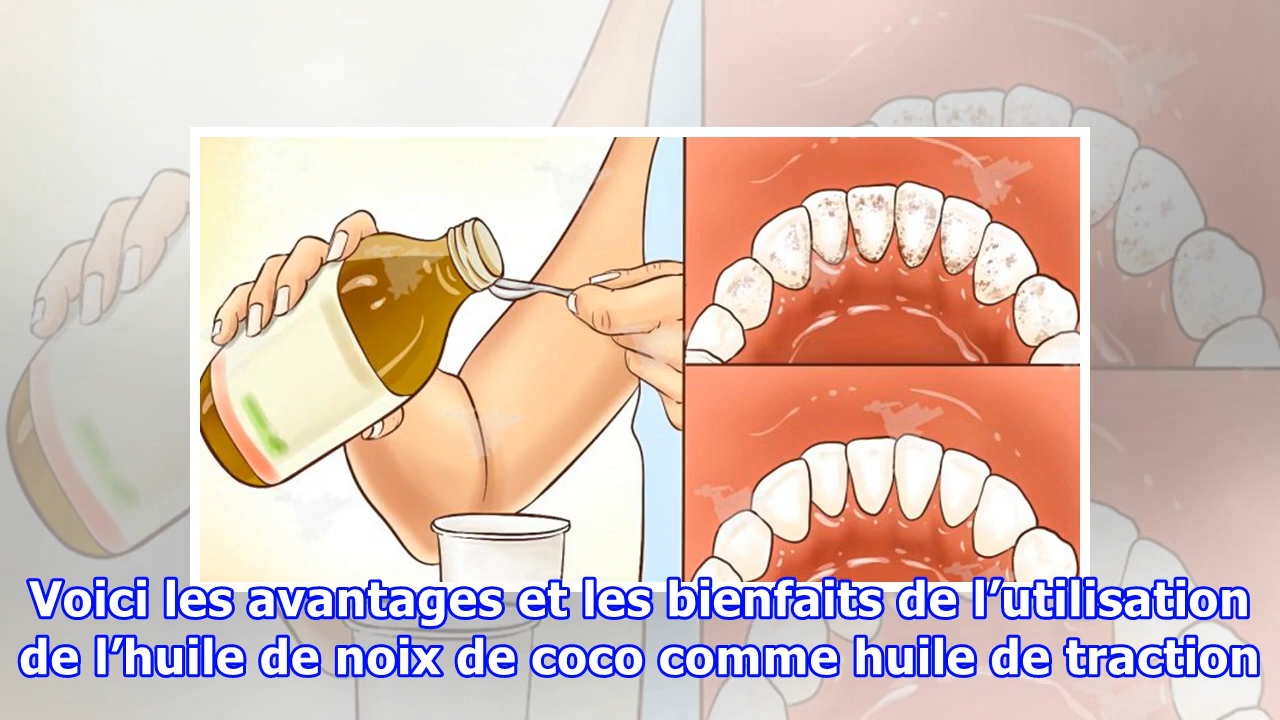 Voici les avantages et les bienfaits de l’utilisation
de l’huile de noix de coco comme huile de traction